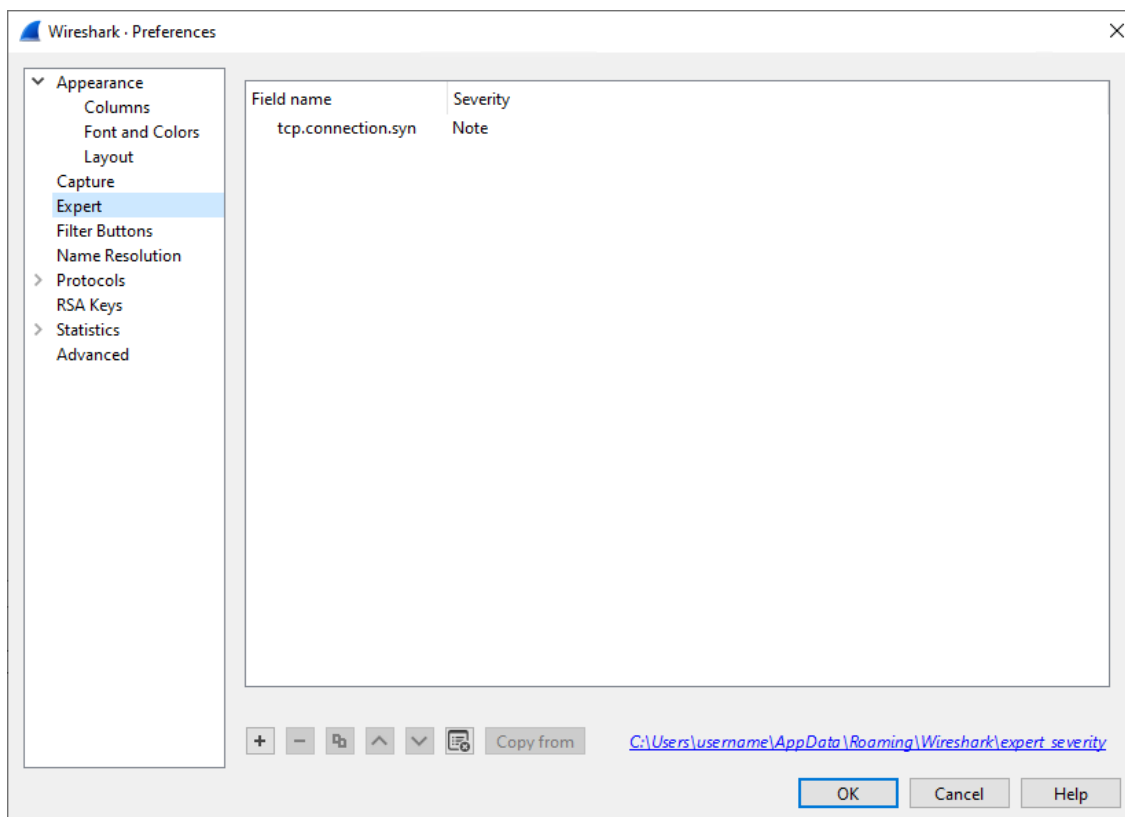 Wireshark · Preferences
Appearance
Columns
Font and Colors
Layout
Capture
Expert
Filter Buttons
Name Resolution
Protocols
RSA Keys
Statistics
Advanced
Field name Severity
tcp.connection.syn Note
Copy from C:\Users\username\AppData\Roaming\Wireshark\expert_severity
OK Cancel Help